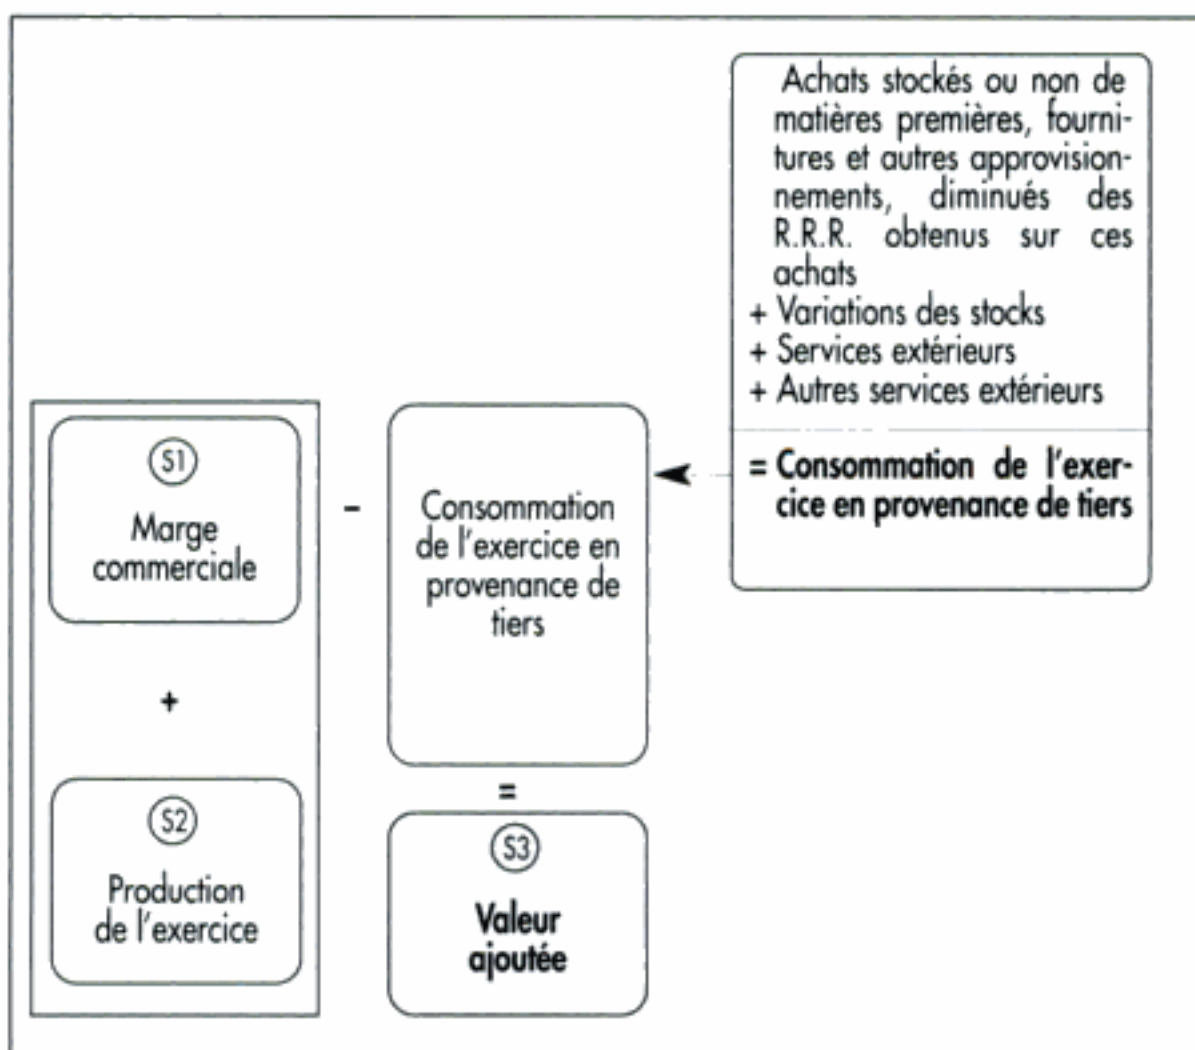 Achats stockés ou non de
matières premières, fourni-
tures et autres approvision-
nements, diminués des
R.R.R. obtenus sur ces
achats
+ Variations des stocks
+ Services extérieurs
+ Autres services extérieurs
= Consommation de l'exer-
cice en provenance de tiers
S1
Marge
commerciale
+
S2
Production
de l'exercice
-
Consommation
de l'exercice en
provenance de
tiers
=
S3
Valeur
ajoutée